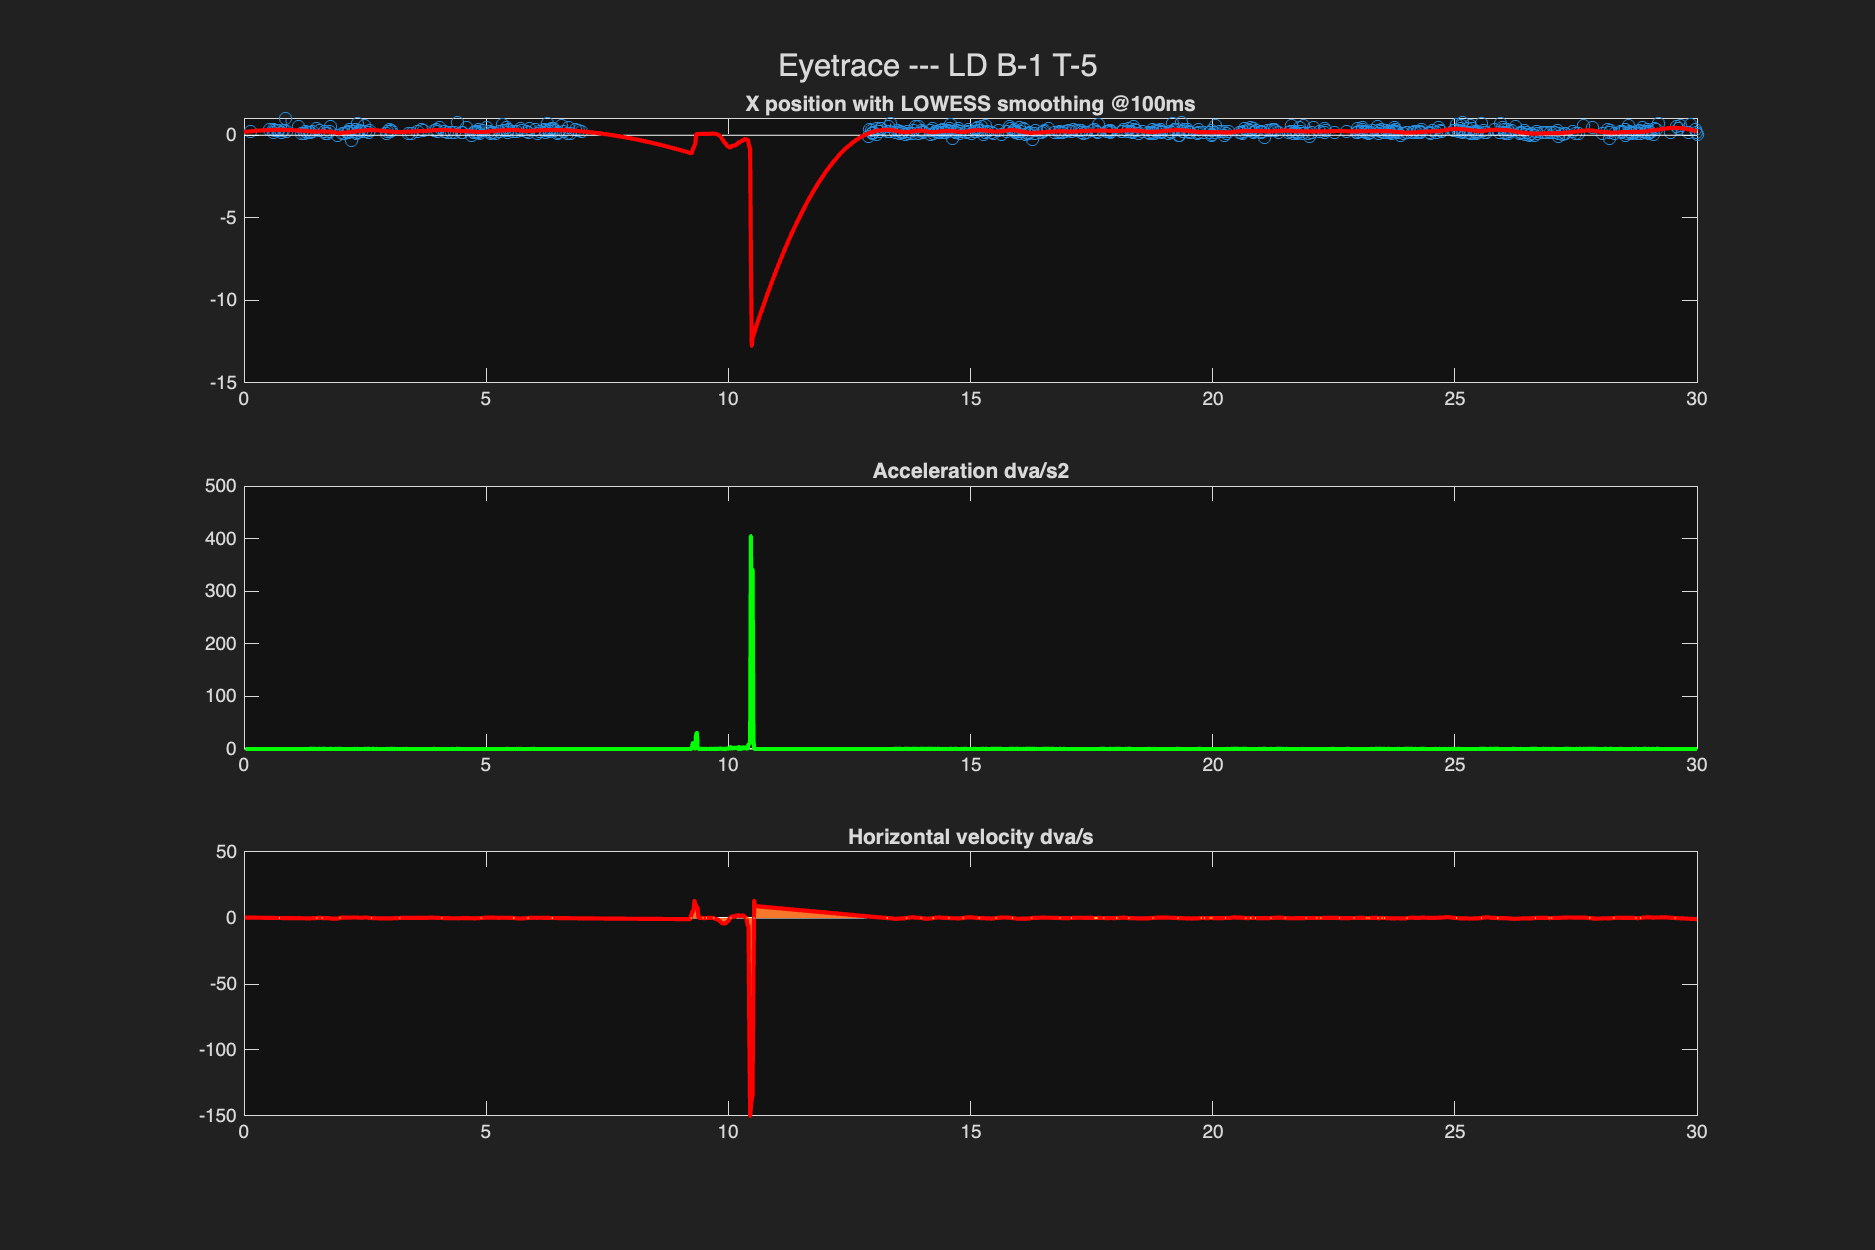 Eyetrace --- LD B-1 T-5
X position with LOWESS smoothing @100ms
0
-5
-10
-15
0 5 10 15 20 25 30
Acceleration dva/s2
500
400
300
200
100
0
0 5 10 15 20 25 30
Horizontal velocity dva/s
50
0
-50
-100
-150
0 5 10 15 20 25 30